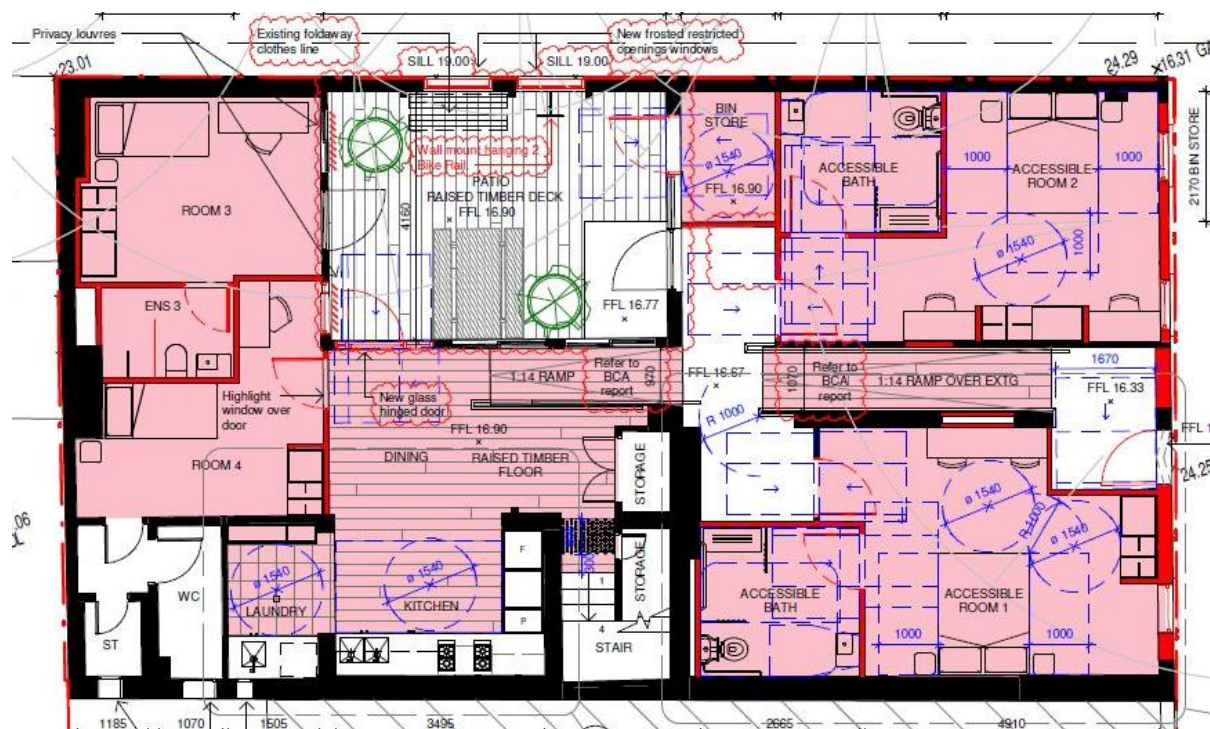 Privacy louvres
Existing foldaway
clothes line
New frosted restricted
openings windows
SILL 19.00
SILL 19.00
23.01
24.29
16.31
2170 BIN STORE
BIN
STORE
ø 1540
FFL 16.90
Wall mount hanging 2
Bike Rail
PATIO
RAISED TIMBER DECK
FFL 16.90
4160
ROOM 3
ACCESSIBLE
BATH
1000
ACCESSIBLE
ROOM 2
1000
ø 1540
1000
ENS 3
FFL 16.77
1:14 RAMP
Refer to
BCA
report
970
FFL 16.67
R 1000
1070
Refer to
BCA
report
1:14 RAMP OVER EXTG
1670
FFL 16.33
Highlight
window over
door
New glass
hinged door
FFL 16.90
DINING
RAISED TIMBER
FLOOR
STORAGE
ROOM 4
24.25
ø 1540
R 1000
ø 1540
WC
ø 1540
LAUNDRY
ø 1540
KITCHEN
F
P
300
1
4
STAIR
STORAGE
ST
ACCESSIBLE
BATH
ACCESSIBLE
ROOM 1
1000
1000
1185
1070
1505
3495
2665
4910